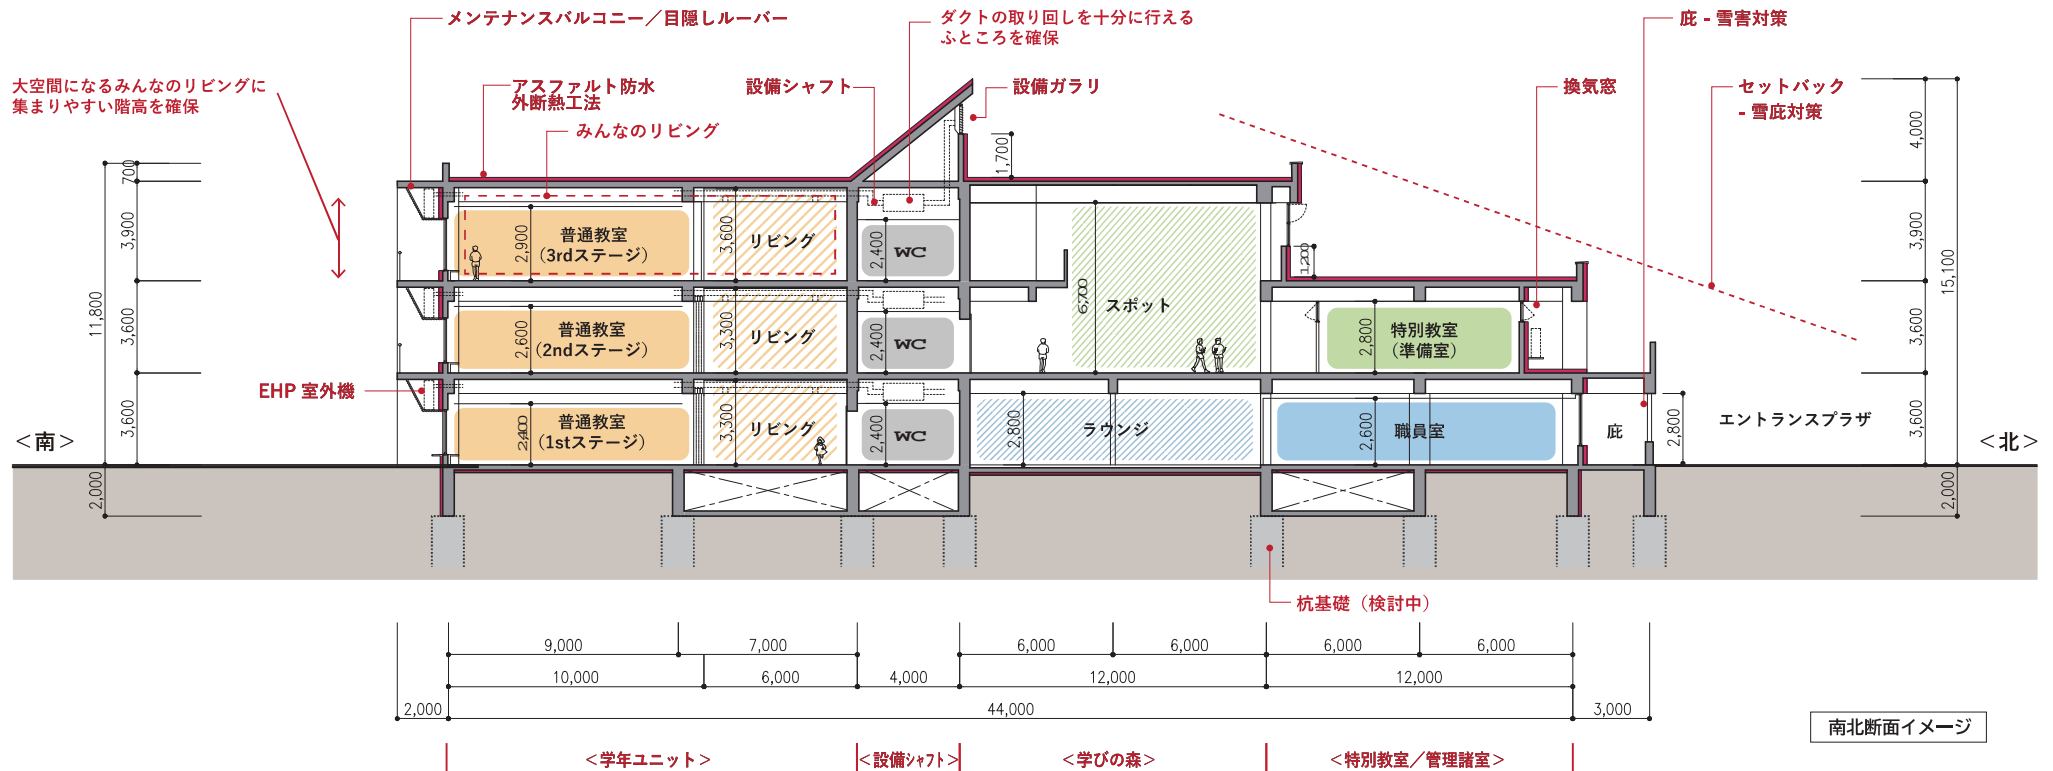 メンテナンスバルコニー／目隠しルーバー
ダクトの取り回しを十分に行える
ふところを確保
庇 - 雪害対策
大空間になるみんなのリビングに
集まりやすい階高を確保
アスファルト防水
外断熱工法
設備シャフト
設備ガラリ
換気窓
セットバック
- 雪庇対策
みんなのリビング
700
3,900
3,600
3,600
11,800
2,000
1,700
4,000
3,900
3,600
3,600
15,100
2,000
普通教室
(3rdステージ)
2,900
3,600
リビング
2,400
WC
1,200
普通教室
(2ndステージ)
2,600
3,300
リビング
2,400
WC
6,700
スポット
2,800
特別教室
(準備室)
EHP 室外機
普通教室
(1stステージ)
2,400
3,300
リビング
2,400
WC
2,800
ラウンジ
2,600
職員室
庇
2,800
エントランスプラザ
＜南＞
＜北＞
杭基礎（検討中）
9,000
7,000
6,000
6,000
6,000
6,000
10,000
6,000
4,000
12,000
12,000
2,000
44,000
3,000
南北断面イメージ
＜学年ユニット＞
＜設備シャフト＞
＜学びの森＞
＜特別教室／管理諸室＞